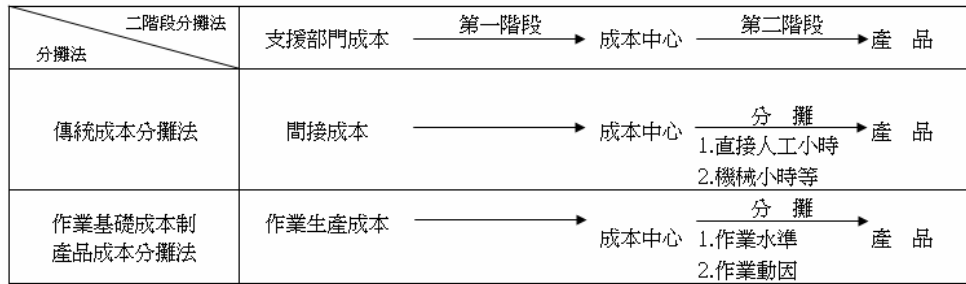 二階段分攤法
分攤法
支援部門成本 第一階段 成本中心 第二階段 產 品
傳統成本分攤法
間接成本 成本中心 分 攤 產 品
1.直接人工小時
2.機械小時等
作業基礎成本制
產品成本分攤法
作業生產成本 成本中心 分 攤 產 品
1.作業水準
2.作業動因